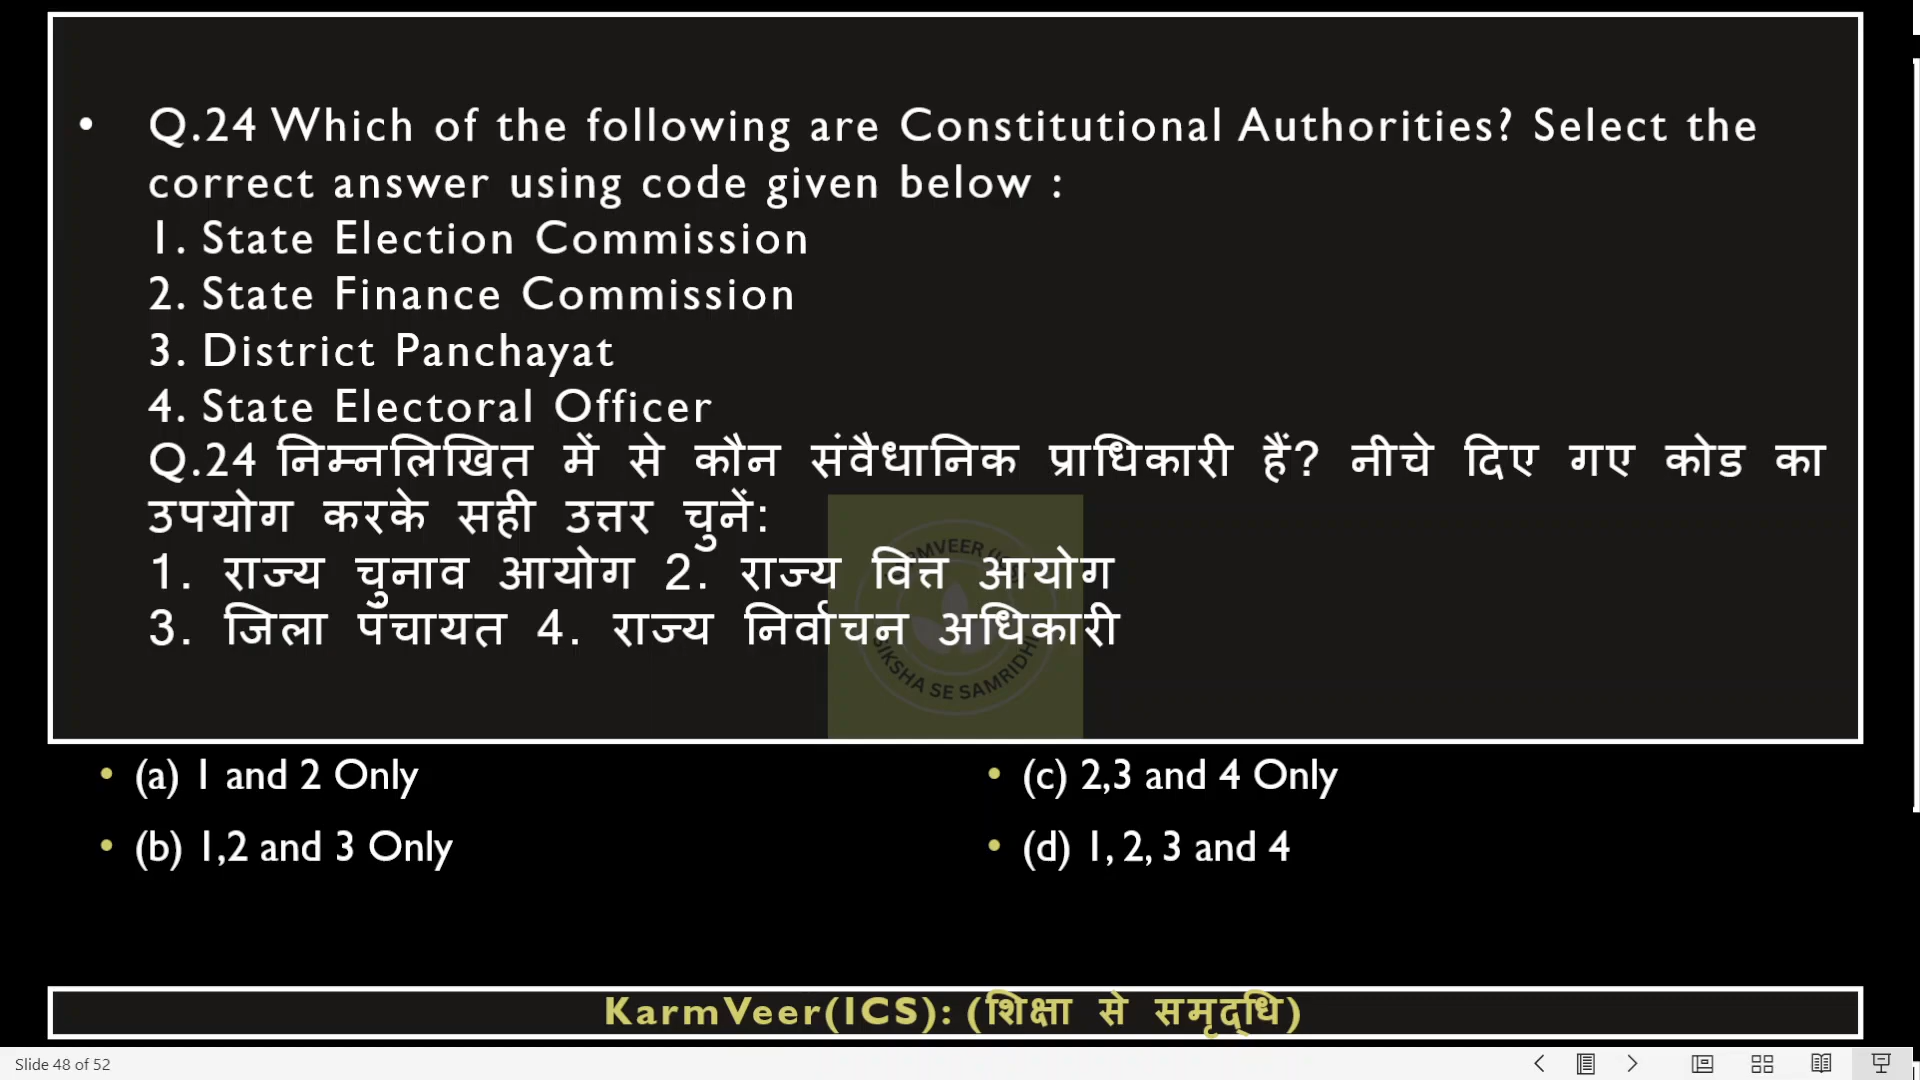 • Q.24 Which of the following are Constitutional Authorities? Select the
correct answer using code given below :
1. State Election Commission
2. State Finance Commission
3. District Panchayat
4. State Electoral Officer
Q.24 निम्नलिखित में से कौन संवैधानिक प्राधिकारी हैं? नीचे दिए गए कोड का
उपयोग करके सही उत्तर चुनें:
1. राज्य चुनाव आयोग 2. राज्य वित्त आयोग
3. जिला पंचायत 4. राज्य निर्वाचन अधिकारी
SIKSHA SE SAMRIDHI
• (a) 1 and 2 Only
• (b) 1,2 and 3 Only
• (c) 2,3 and 4 Only
• (d) 1, 2, 3 and 4
KarmVeer(ICS): (शिक्षा से समृद्धि)
Slide 48 of 52